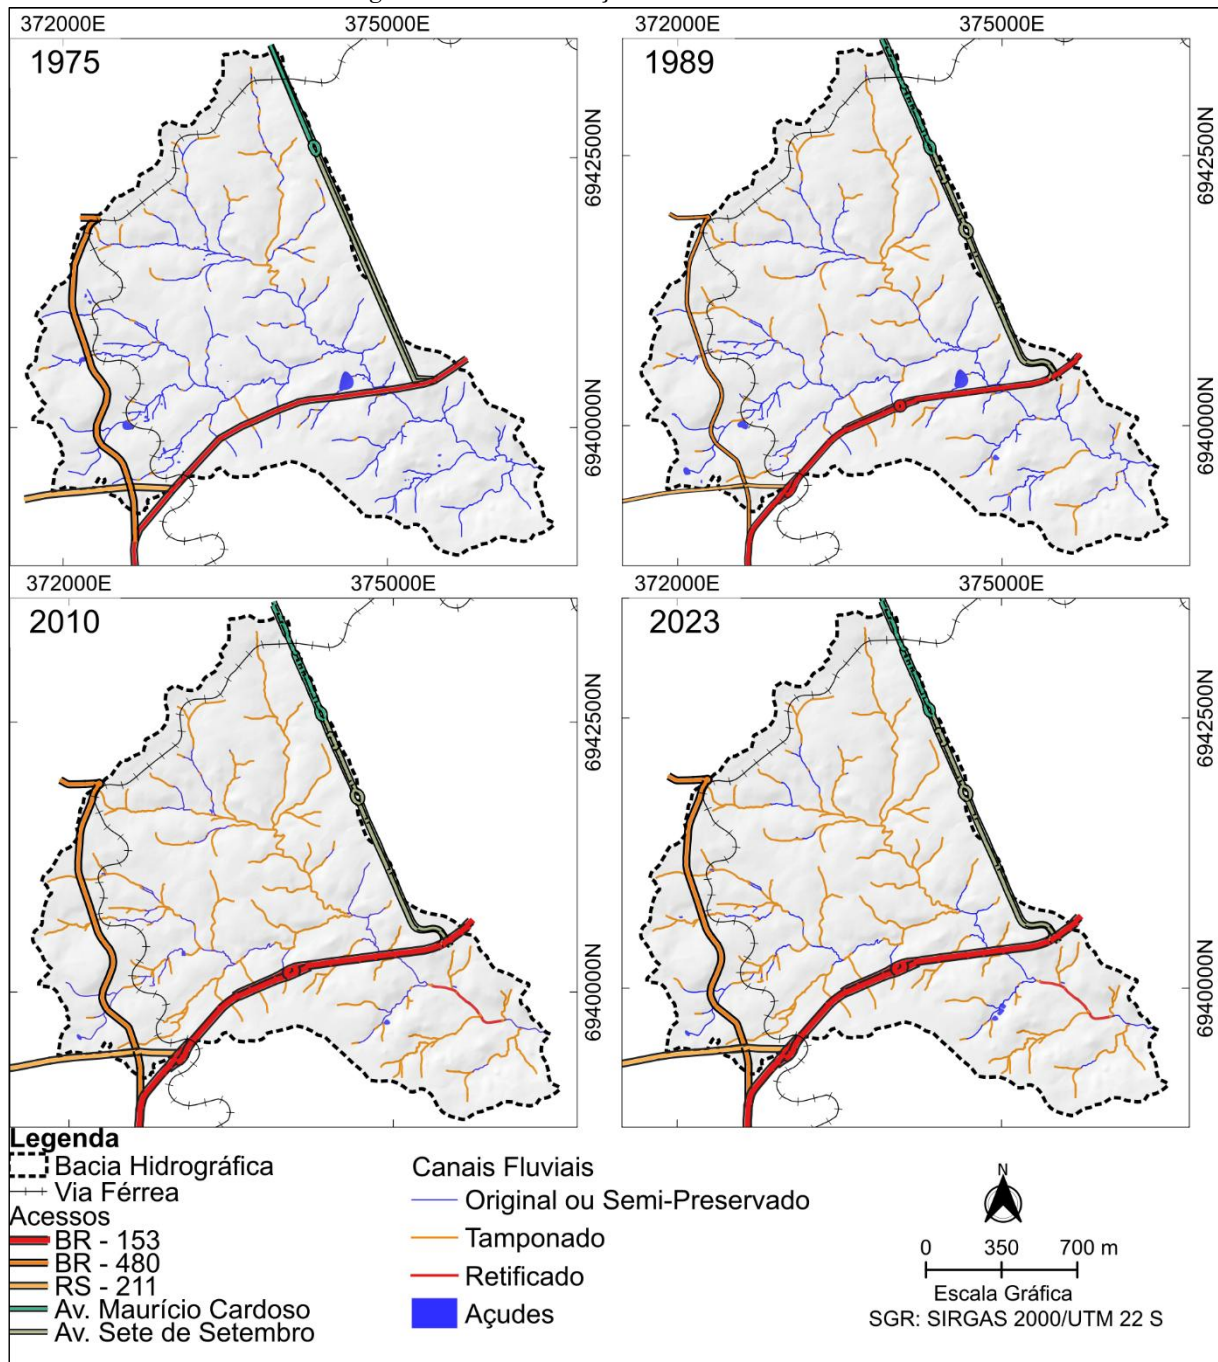 372000E
375000E
372000E
375000E
1975
1989
6942500N
6942500N
6940000N
6940000N
372000E
375000E
372000E
375000E
2010
2023
6942500N
6942500N
6940000N
6940000N
Legenda
Bacia Hidrográfica
Via Férrea
Acessos
BR - 153
BR - 480
RS - 211
Av. Maurício Cardoso
Av. Sete de Setembro
Canais Fluviais
Original ou Semi-Preservado
Tamponado
Retificado
Açudes
N
0 350 700 m
Escala Gráfica
SGR: SIRGAS 2000/UTM 22 S